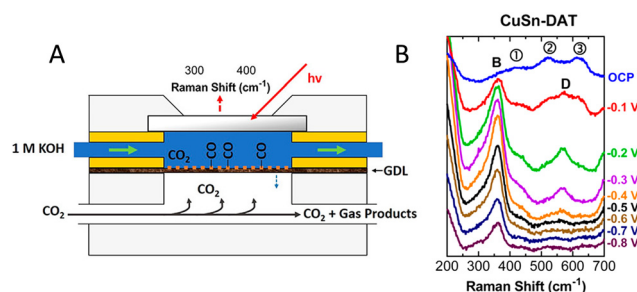 A
300 400
Raman Shift (cm⁻¹)
hν
1 M KOH
CO₂
CO
CO
CO
CO₂
GDL
CO₂
CO₂ + Gas Products
B
CuSn-DAT
B
①
②
③
D
OCP
-0.1 V
-0.2 V
-0.3 V
-0.4 V
-0.5 V
-0.6 V
-0.7 V
-0.8 V
200 300 400 500 600 700
Raman Shift (cm⁻¹)
Raman Intensity